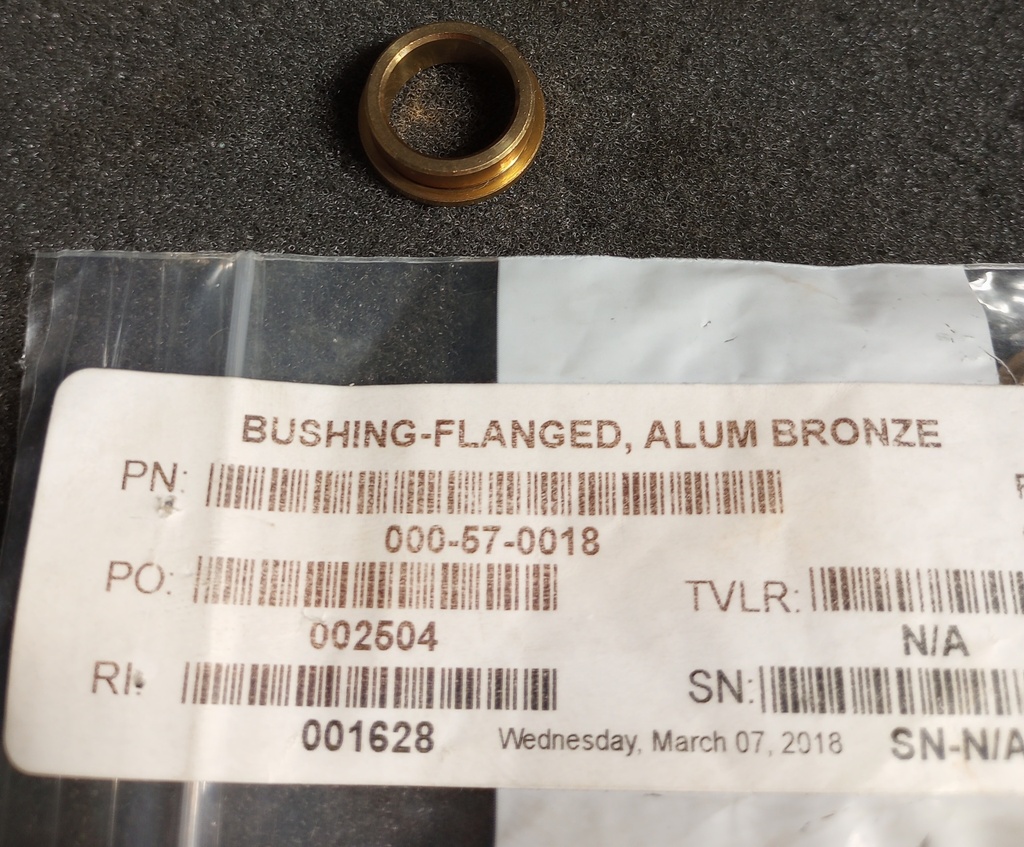 BUSHING-FLANGED, ALUM BRONZE
PN:
000-57-0018
PO:
TVLR:
002504
N/A
RI:
SN:
001628
Wednesday, March 07, 2018
SN-N/A